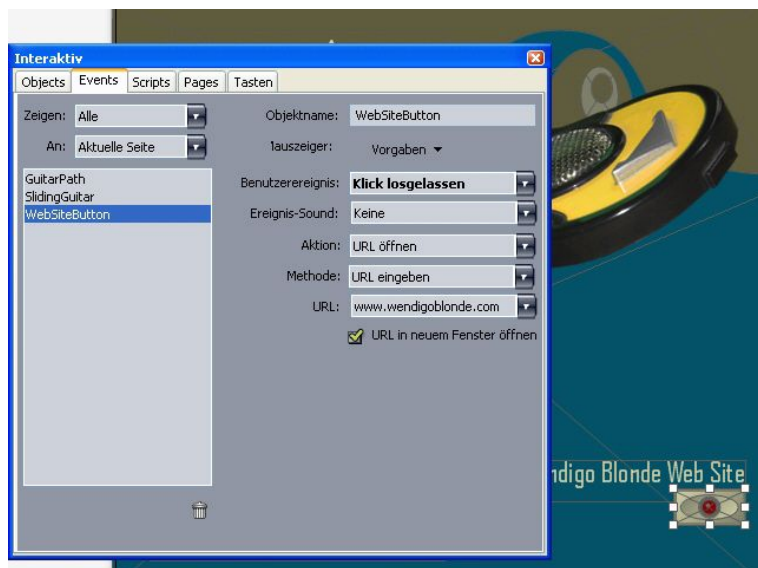 Interaktiv
Objects Events Scripts Pages Tasten
Zeigen: Alle
An: Aktuelle Seite
GuitarPath
SlidingGuitar
WebSiteButton
Objektname: WebSiteButton
1auszeiger: Vorgaben
Benutzerereignis: Klick losgelassen
Ereignis-Sound: Keine
Aktion: URL öffnen
Methode: URL eingeben
URL: www.wendigoblonde.com
URL in neuem Fenster öffnen
ndigo Blonde Web Site